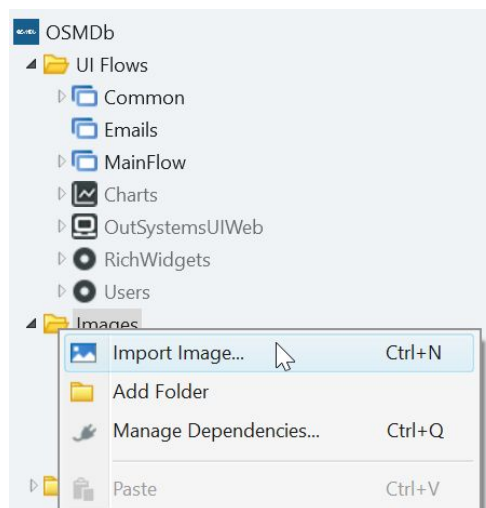 OSMDb
UI Flows
Common
Emails
MainFlow
Charts
OutSystemsUIWeb
RichWidgets
Users
Images
Import Image... Ctrl+N
Add Folder
Manage Dependencies... Ctrl+Q
Paste Ctrl+V